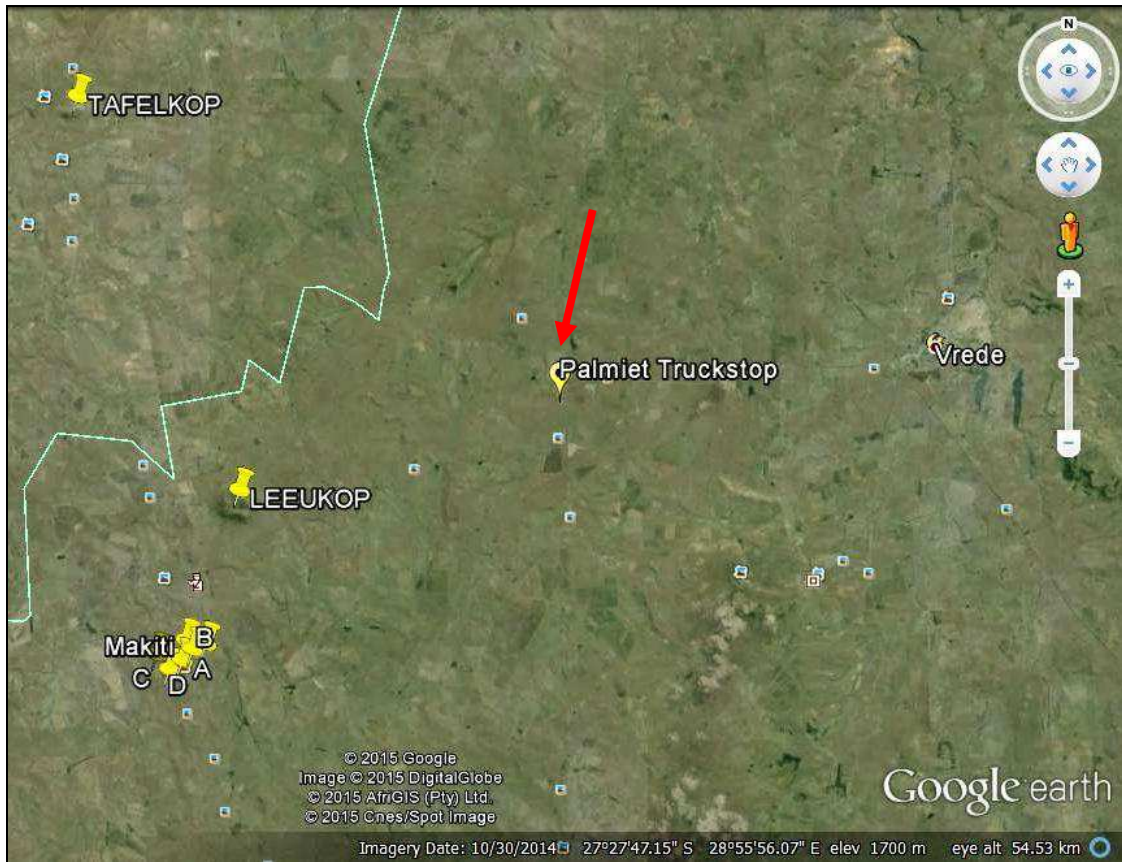 N
TAFELKOP
Palmiet Truckstop
Vrede
LEEUKOP
Makiti
B
A
C
D
© 2015 Google
Image © 2015 DigitalGlobe
© 2015 AfriGIS (Pty) Ltd.
© 2015 Cnes/Spot Image
Google earth
Imagery Date: 10/30/2014 27°27'47.15" S 28°55'56.07" E elev 1700 m eye alt 54.53 km